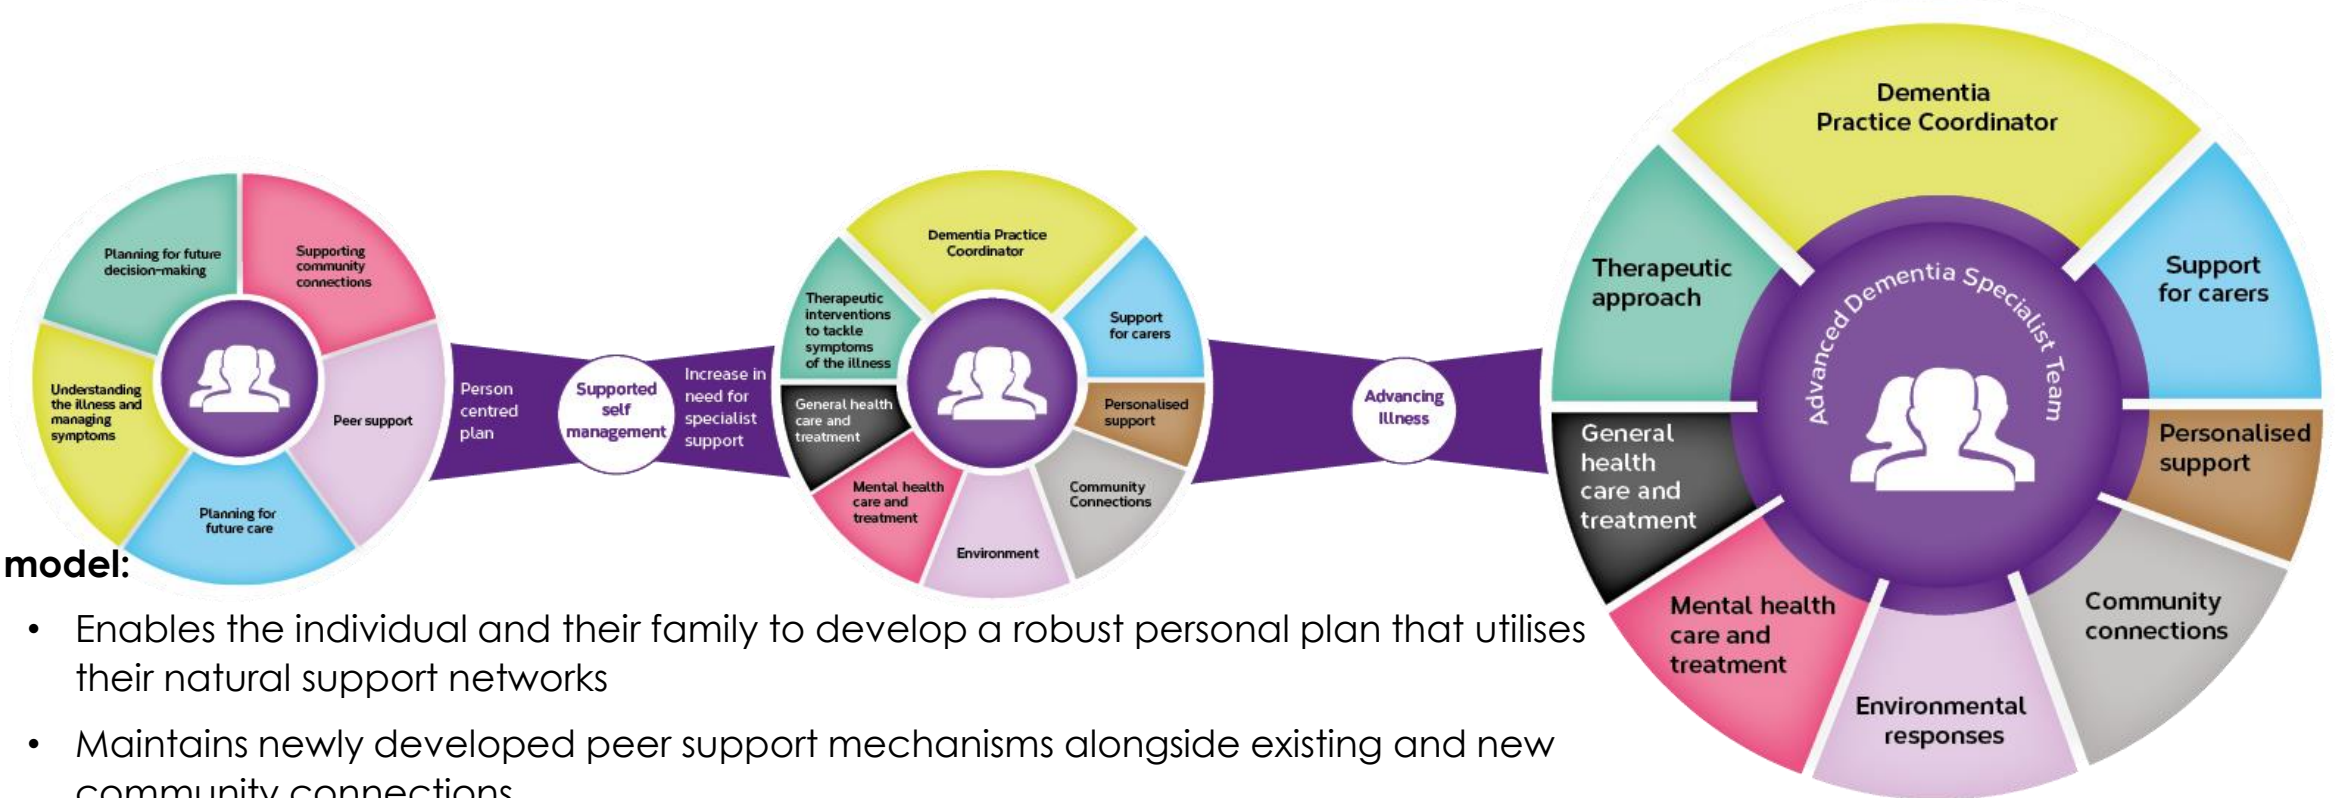 Planning for future
decision-making
Supporting
community
connections
Understanding
the illness and
managing
symptoms
Peer support
Planning for
future care
Person
centred
plan
Supported
self
management
Increase in
need for
specialist
support
Dementia Practice
Coordinator
Therapeutic
interventions
to tackle
symptoms
of the illness
Support
for carers
General health
care and
treatment
Personalised
support
Mental health
care and
treatment
Community
Connections
Environment
Advancing
Illness
Dementia
Practice Coordinator
Therapeutic
approach
Support
for carers
Advanced Dementia Specialist Team
General
health
care and
treatment
Personalised
support
Mental health
care and
treatment
Community
connections
Environmental
responses
model:
• Enables the individual and their family to develop a robust personal plan that utilises
their natural support networks
• Maintains newly developed peer support mechanisms alongside existing and new
community connections